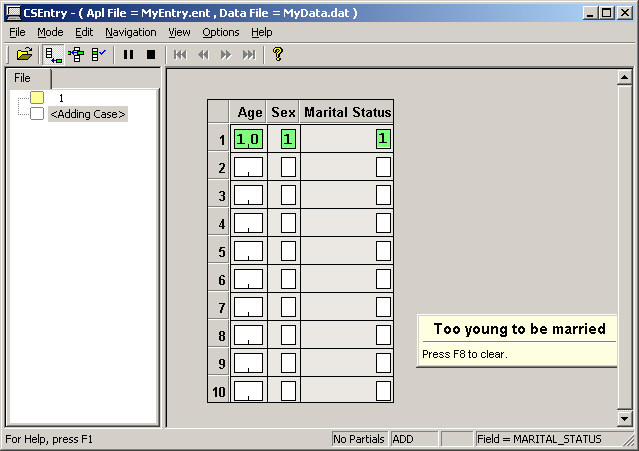 CSEntry - ( Apl File = MyEntry.ent , Data File = MyData.dat )
File Mode Edit Navigation View Options Help
File
1
<Adding Case>
Age Sex Marital Status
1 1 0 1 1
2
3
4
5
6
7
8
9
10
Too young to be married
Press F8 to clear.
For Help, press F1 No Partials ADD Field = MARITAL_STATUS